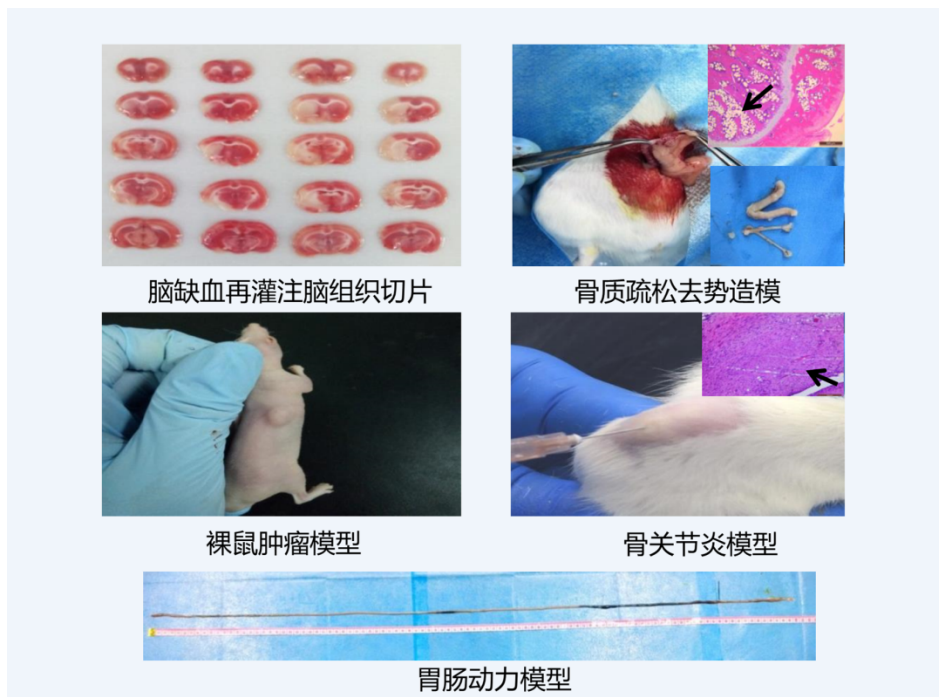 脑缺血再灌注脑组织切片
骨质疏松去势造模
裸鼠肿瘤模型
骨关节炎模型
胃肠动力模型